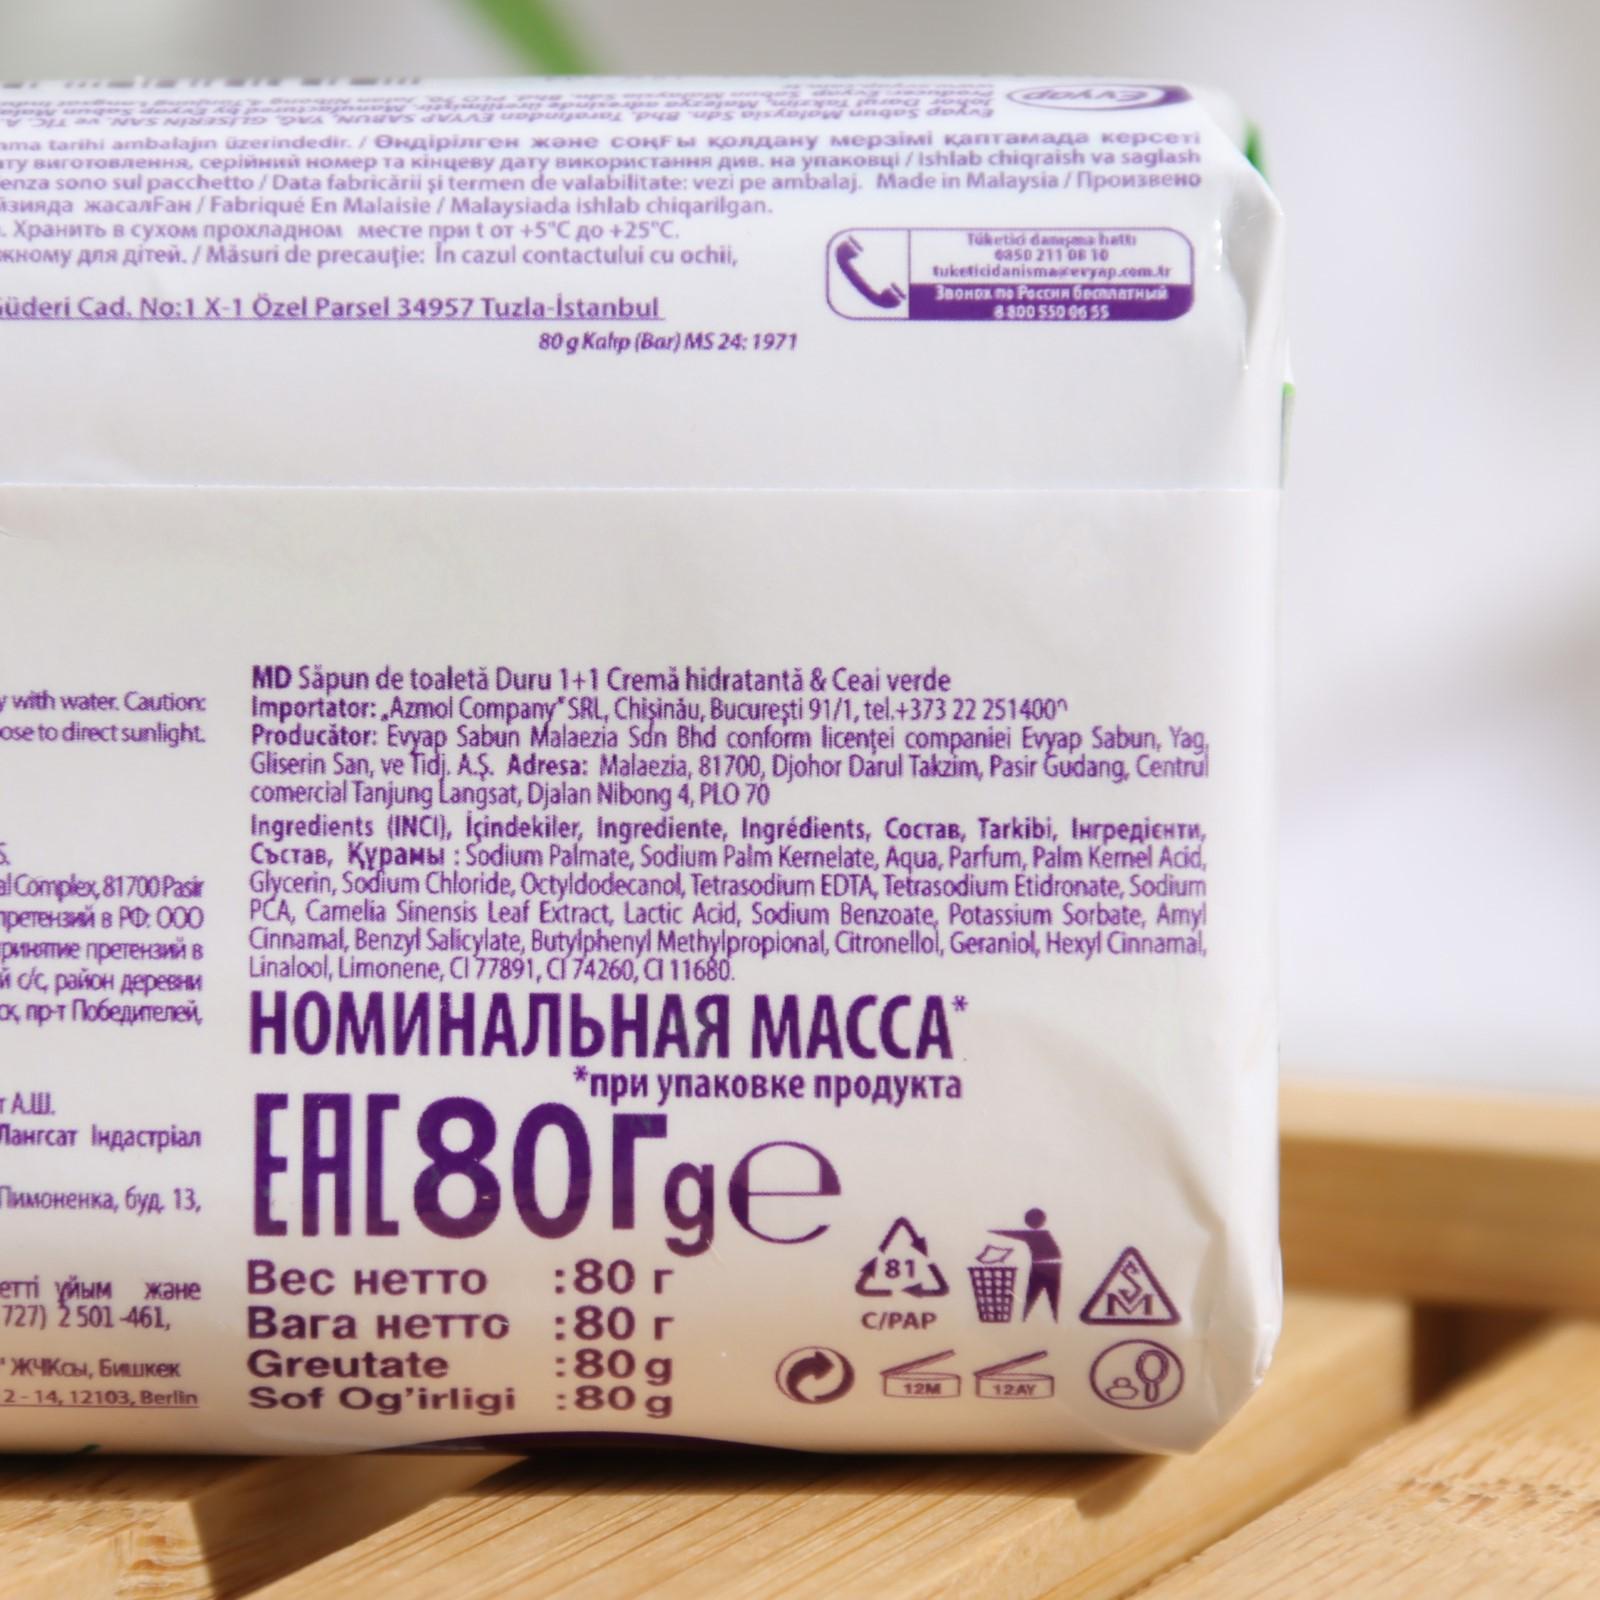 Evyap
ama tarihi ambalajın üzerindedir. / Өндірілген және соңғы қолдану мерзімі қаптамада керсеті
ату виготовлення, серійний номер та кінцеву дату використання див. на упаковці / Ishlab chiqraish va saglash
enza sono sul pacchetto / Data fabricării și termen de valabilitate: vezi pe ambalaj. Made in Malaysia / Произвено
йзияда жасалFан / Fabriqué En Malaisie / Malaysiada ishlab chiqarilgan.
. Хранить в сухом прохладном месте при t от +5°C до +25°C.
жному для дітей. / Măsuri de precauţie: În cazul contactului cu ochii,
Güderi Cad. No:1 X-1 Özel Parsel 34957 Tuzla-İstanbul
80 g Kalıp (Bar) MS 24: 1971
Tüketici danışma hattı
0850 211 08 10
tuketicidanisma@evyap.com.tr
Звонок по России бесплатный
8 800 550 06 55
y with water. Caution:
ose to direct sunlight.
S.
al Complex, 81700 Pasir
претензий в РФ: ООО
ринятие претензий в
й с/с, район деревни
ск, пр-т Победителей,
т А.Ш.
Лангсат Індастріал
Пимоненка, буд. 13,
етті ұйым және
727) 2 501 -461,
" ЖЧКсы, Бишкек
2 - 14, 12103, Berlin
MD Săpun de toaletă Duru 1+1 Cremă hidratantă & Ceai verde
Importator: „Azmol Company" SRL, Chișinău, București 91/1, tel.+373 22 251400^
Producător: Evyap Sabun Malaezia Sdn Bhd conform licenței companiei Evyap Sabun, Yag,
Gliserin San, ve Tidj. A.Ş. Adresa: Malaezia, 81700, Djohor Darul Takzim, Pasir Gudang, Centrul
comercial Tanjung Langsat, Djalan Nibong 4, PLO 70
Ingredients (INCI), İçindekiler, Ingrediente, Ingrédients, Состав, Tarkibi, Інгредієнти,
Състав, Құрамы : Sodium Palmate, Sodium Palm Kernelate, Aqua, Parfum, Palm Kernel Acid,
Glycerin, Sodium Chloride, Octyldodecanol, Tetrasodium EDTA, Tetrasodium Etidronate, Sodium
PCA, Camelia Sinensis Leaf Extract, Lactic Acid, Sodium Benzoate, Potassium Sorbate, Amyl
Cinnamal, Benzyl Salicylate, Butylphenyl Methylpropional, Citronellol, Geraniol, Hexyl Cinnamal,
Linalool, Limonene, CI 77891, CI 74260, CI 11680.
НОМИНАЛЬНАЯ МАССА*
*при упаковке продукта
EAC 80 Г g e
Вес нетто :80 г
Вага нетто :80 г
Greutate :80 g
Sof Og'irligi :80 g
81
C/PAP
SM
12M
12AY